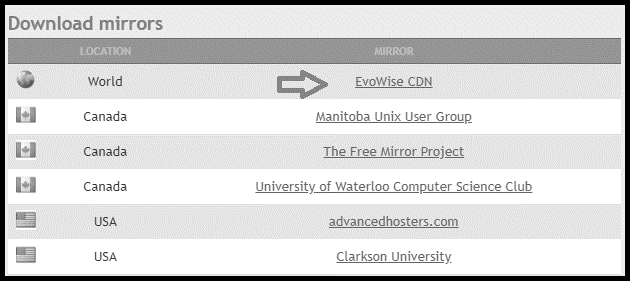 Download mirrors
LOCATION MIRROR
World EvoWise CDN
Canada Manitoba Unix User Group
Canada The Free Mirror Project
Canada University of Waterloo Computer Science Club
USA advancedhosters.com
USA Clarkson University